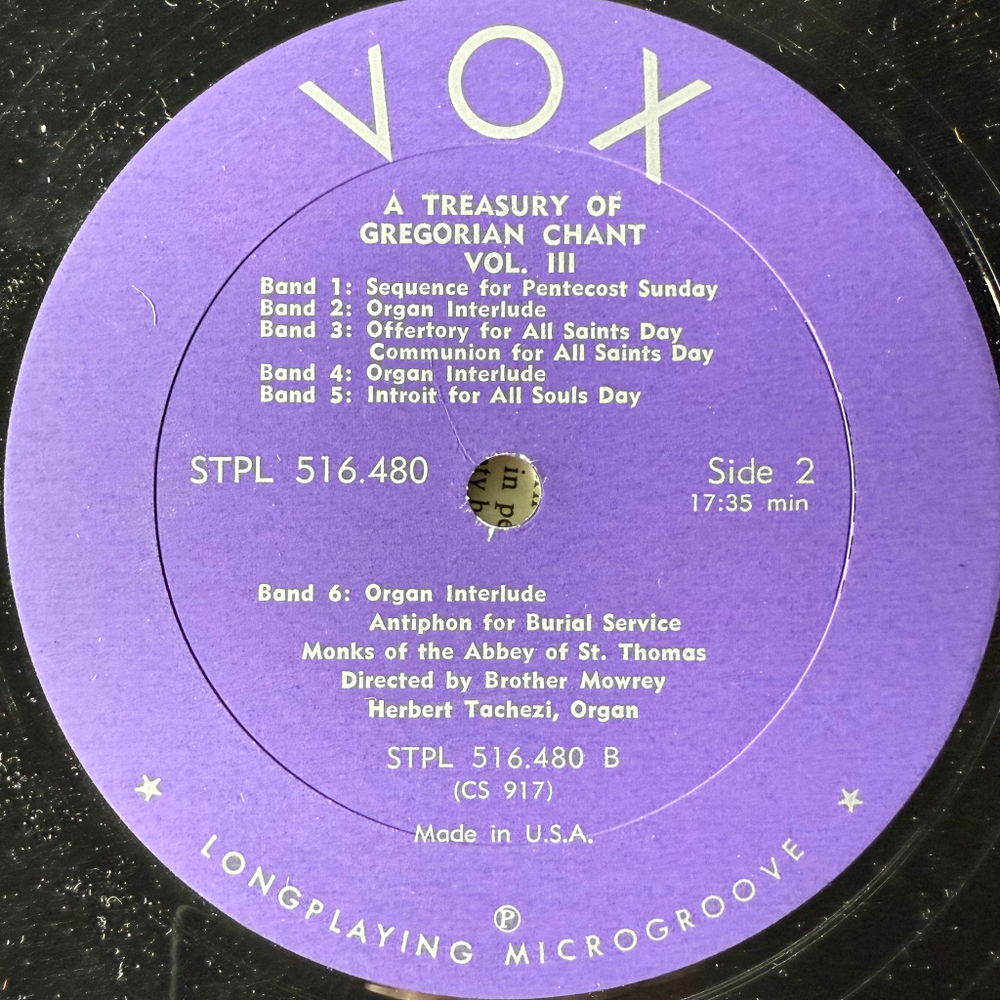 VOX
A TREASURY OF
GREGORIAN CHANT
VOL. III
Band 1: Sequence for Pentecost Sunday
Band 2: Organ Interlude
Band 3: Offertory for All Saints Day
Communion for All Saints Day
Band 4: Organ Interlude
Band 5: Introit for All Souls Day
STPL 516.480
Side 2
17:35 min
in pe
Band 6: Organ Interlude
Antiphon for Burial Service
Monks of the Abbey of St. Thomas
Directed by Brother Mowrey
Herbert Tachezi, Organ
STPL 516.480 B
(CS 917)
Made in U.S.A.
LONGPLAYING MICROGROOVE
℗